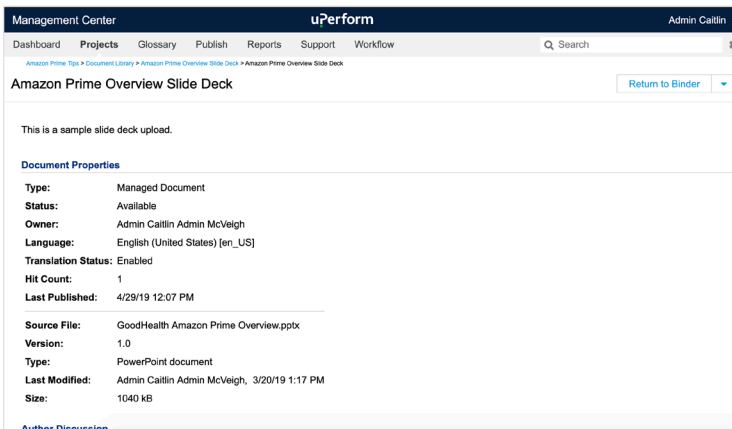 Management Center
uPerform
Admin Caitlin
Dashboard Projects Glossary Publish Reports Support Workflow
Search
Amazon Prime Tips > Document Library > Amazon Prime Overview Slide Deck > Amazon Prime Overview Slide Deck
Amazon Prime Overview Slide Deck
Return to Binder
This is a sample slide deck upload.
Document Properties
Type: Managed Document
Status: Available
Owner: Admin Caitlin Admin McVeigh
Language: English (United States) [en_US]
Translation Status: Enabled
Hit Count: 1
Last Published: 4/29/19 12:07 PM
Source File: GoodHealth Amazon Prime Overview.pptx
Version: 1.0
Type: PowerPoint document
Last Modified: Admin Caitlin Admin McVeigh, 3/20/19 1:17 PM
Size: 1040 kB
Author Discussion